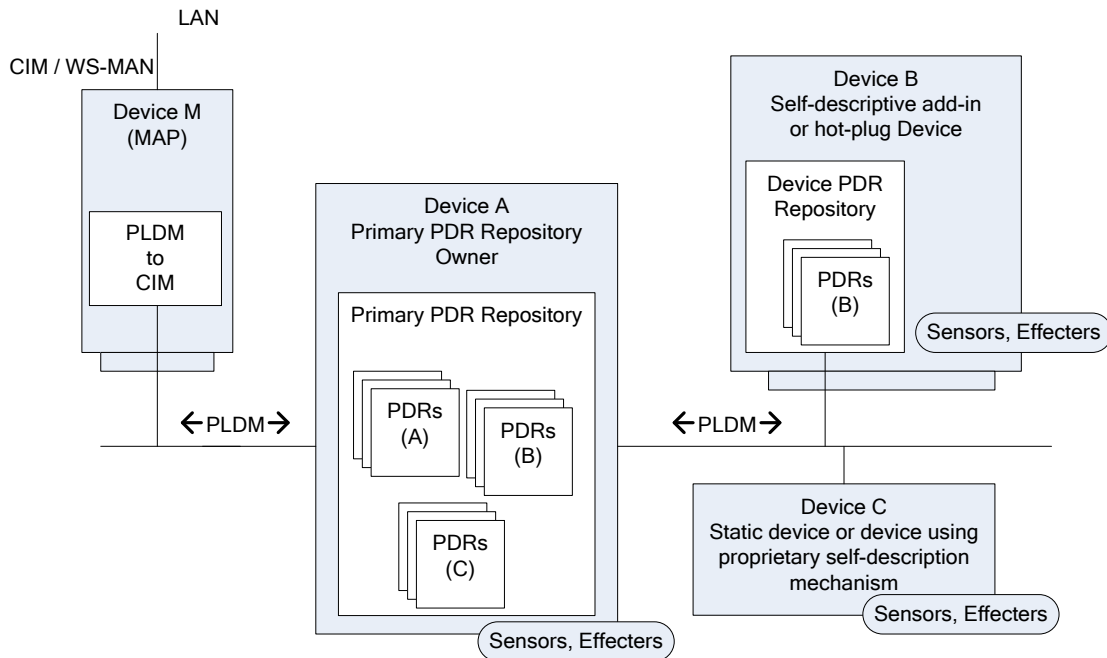 LAN
CIM / WS-MAN
Device M
(MAP)
PLDM
to
CIM
Device A
Primary PDR Repository
Owner
Primary PDR Repository
PDRs
(A)
PDRs
(B)
PDRs
(C)
Sensors, Effecters
PLDM
PLDM
Device B
Self-descriptive add-in
or hot-plug Device
Device PDR
Repository
PDRs
(B)
Sensors, Effecters
Device C
Static device or device using
proprietary self-description
mechanism
Sensors, Effecters